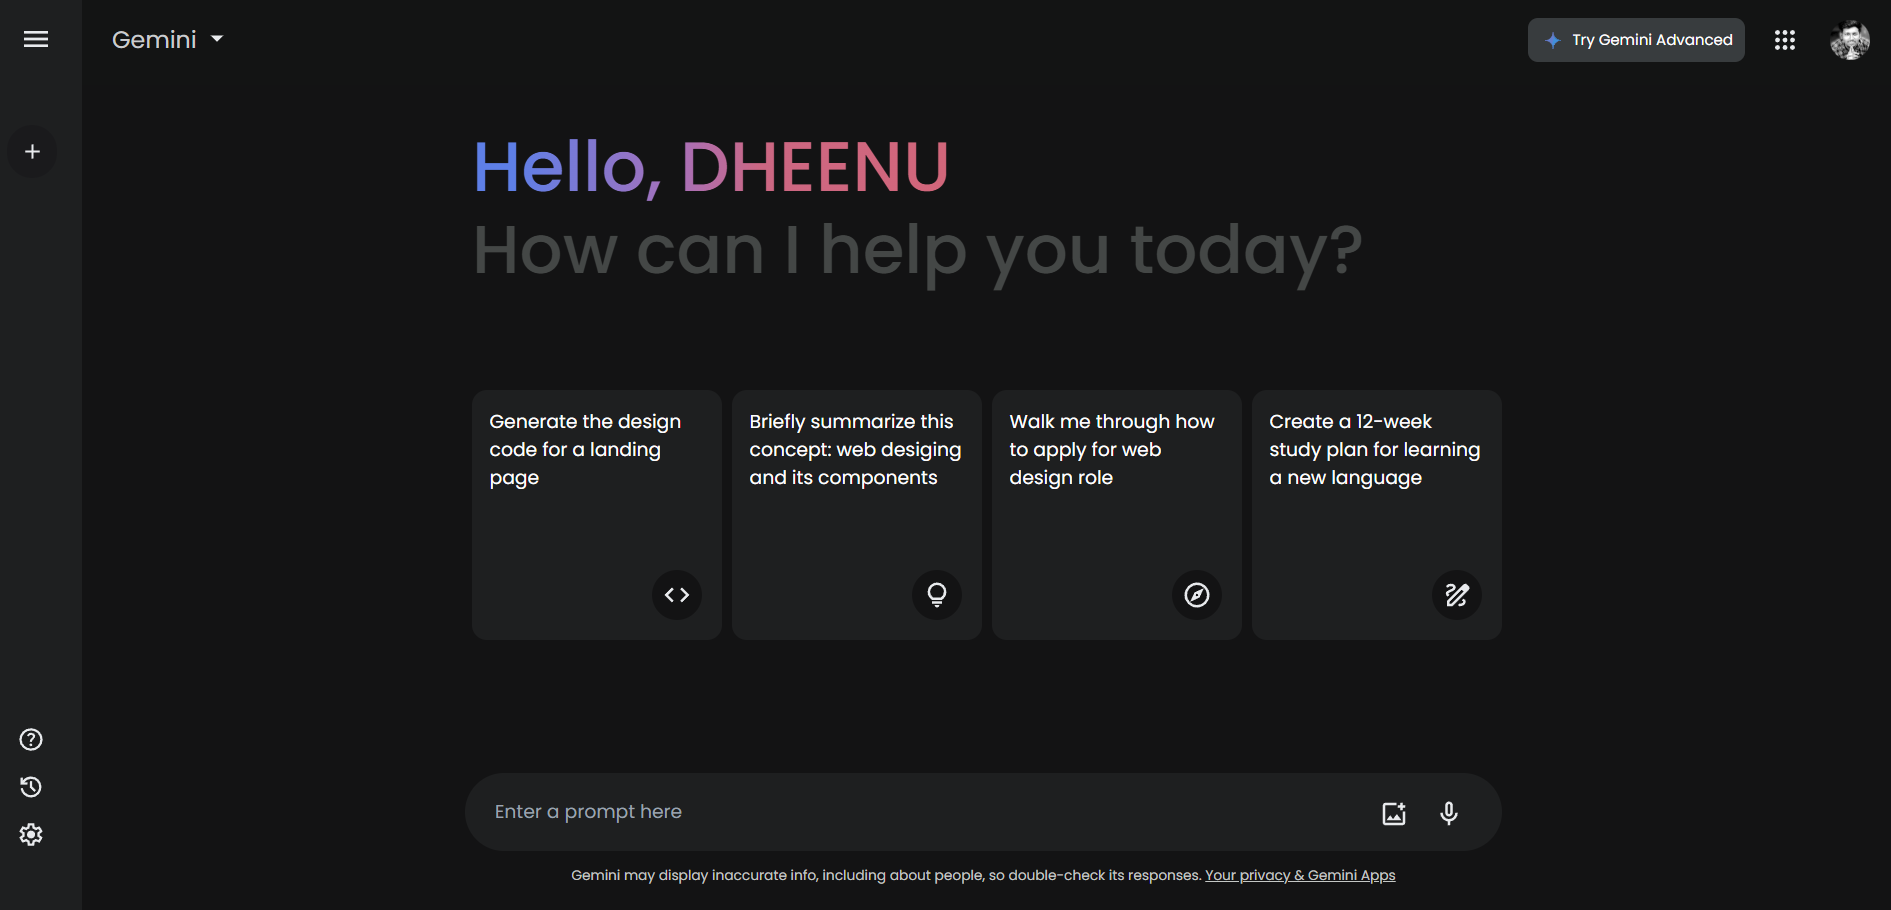 Gemini
Try Gemini Advanced
Hello, DHEENU
How can I help you today?
Generate the design
code for a landing
page
Briefly summarize this
concept: web desiging
and its components
Walk me through how
to apply for web
design role
Create a 12-week
study plan for learning
a new language
Enter a prompt here
Gemini may display inaccurate info, including about people, so double-check its responses. Your privacy & Gemini Apps